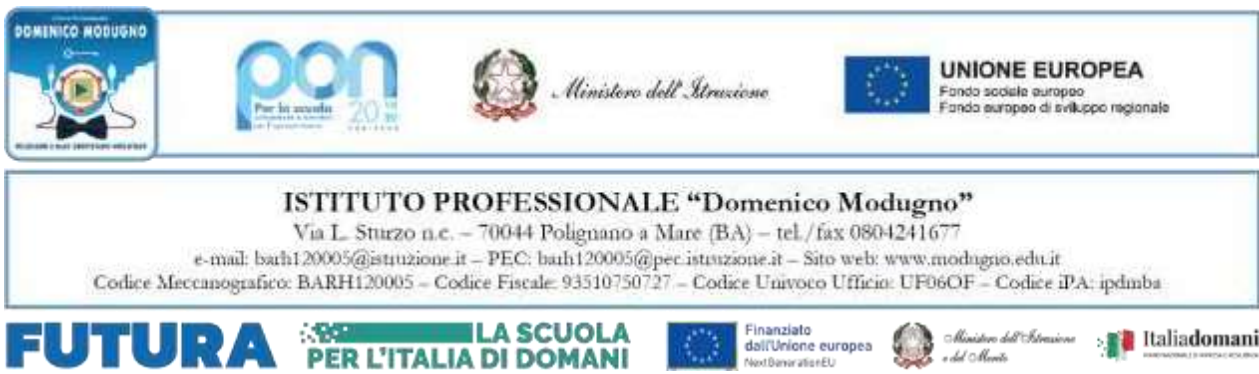 DOMENICO MODUGNO
pon
Per la scuola
20
Ministero dell'Istruzione
UNIONE EUROPEA
Fondo sociale europeo
Fondo europeo di sviluppo regionale
ISTITUTO PROFESSIONALE “Domenico Modugno”
Via L. Sturzo n.c. – 70044 Polignano a Mare (BA) – tel./fax 0804241677
e-mail: barh120005@istruzione.it – PEC: barh120005@pec.istruzione.it – Sito web: www.modugno.edu.it
Codice Meccanografico: BARH120005 – Codice Fiscale: 93510750727 – Codice Univoco Ufficio: UF06OF – Codice iPA: ipdmba
FUTURA
LA SCUOLA
PER L'ITALIA DI DOMANI
Finanziato
dall'Unione europea
NextGenerationEU
Ministero dell'Istruzione
e del Merito
Italiadomani